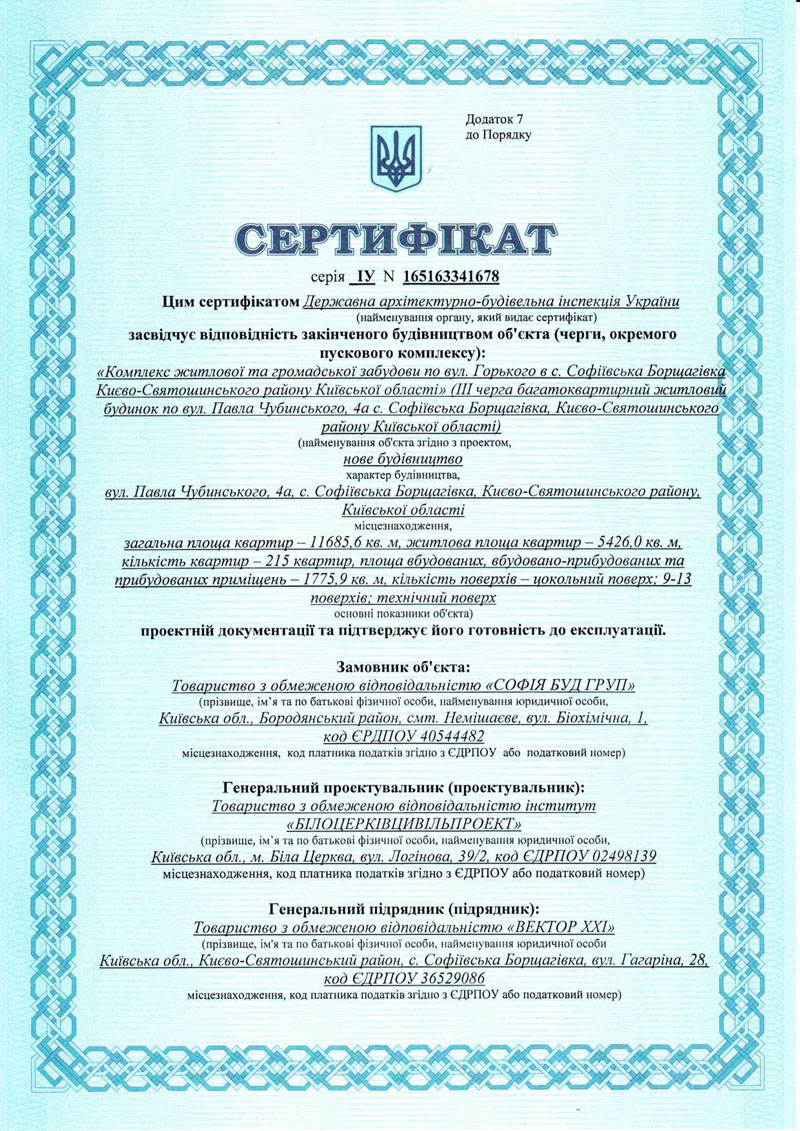 Додаток 7
до Порядку
СЕРТИФІКАТ
серія ІУ N 165163341678
Цим сертифікатом Державна архітектурно-будівельна інспекція України
(найменування органу, який видає сертифікат)
засвідчує відповідність закінченого будівництвом об'єкта (черги, окремого
пускового комплексу):
«Комплекс житлової та громадської забудови по вул. Горького в с. Софіївська Борщагівка
Києво-Святошинського району Київської області» (ІІІ черга багатоквартирний житловий
будинок по вул. Павла Чубинського, 4а с. Софіївська Борщагівка, Києво-Святошинського
району Київської області)
(найменування об'єкта згідно з проектом,
нове будівництво
характер будівництва,
вул. Павла Чубинського, 4а, с. Софіївська Борщагівка, Києво-Святошинського району,
Київської області
місцезнаходження,
загальна площа квартир – 11685,6 кв. м, житлова площа квартир – 5426,0 кв. м,
кількість квартир – 215 квартир, площа вбудованих, вбудовано-прибудованих та
прибудованих приміщень – 1775,9 кв. м, кількість поверхів – цокольний поверх; 9-13
поверхів; технічний поверх
основні показники об'єкта)
проектній документації та підтверджує його готовність до експлуатації.
Замовник об'єкта:
Товариство з обмеженою відповідальністю «СОФІЯ БУД ГРУП»
(прізвище, ім'я та по батькові фізичної особи, найменування юридичної особи,
Київська обл., Бородянський район, смт. Немішаєве, вул. Біохімічна, 1,
код ЄРДПОУ 40544482
місцезнаходження, код платника податків згідно з ЄДРПОУ або податковий номер)
Генеральний проектувальник (проектувальник):
Товариство з обмеженою відповідальністю інститут
«БІЛОЦЕРКІВЦИВІЛЬПРОЕКТ»
(прізвище, ім'я та по батькові фізичної особи, найменування юридичної особи,
Київська обл., м. Біла Церква, вул. Логінова, 39/2, код ЄДРПОУ 02498139
місцезнаходження, код платника податків згідно з ЄДРПОУ або податковий номер)
Генеральний підрядник (підрядник):
Товариство з обмеженою відповідальністю «ВЕКТОР ХХІ»
(прізвище, ім'я та по батькові фізичної особи, найменування юридичної особи
Київська обл., Києво-Святошинський район, с. Софіївська Борщагівка, вул. Гагаріна, 28,
код ЄДРПОУ 36529086
місцезнаходження, код платника податків згідно з ЄДРПОУ або податковий номер)